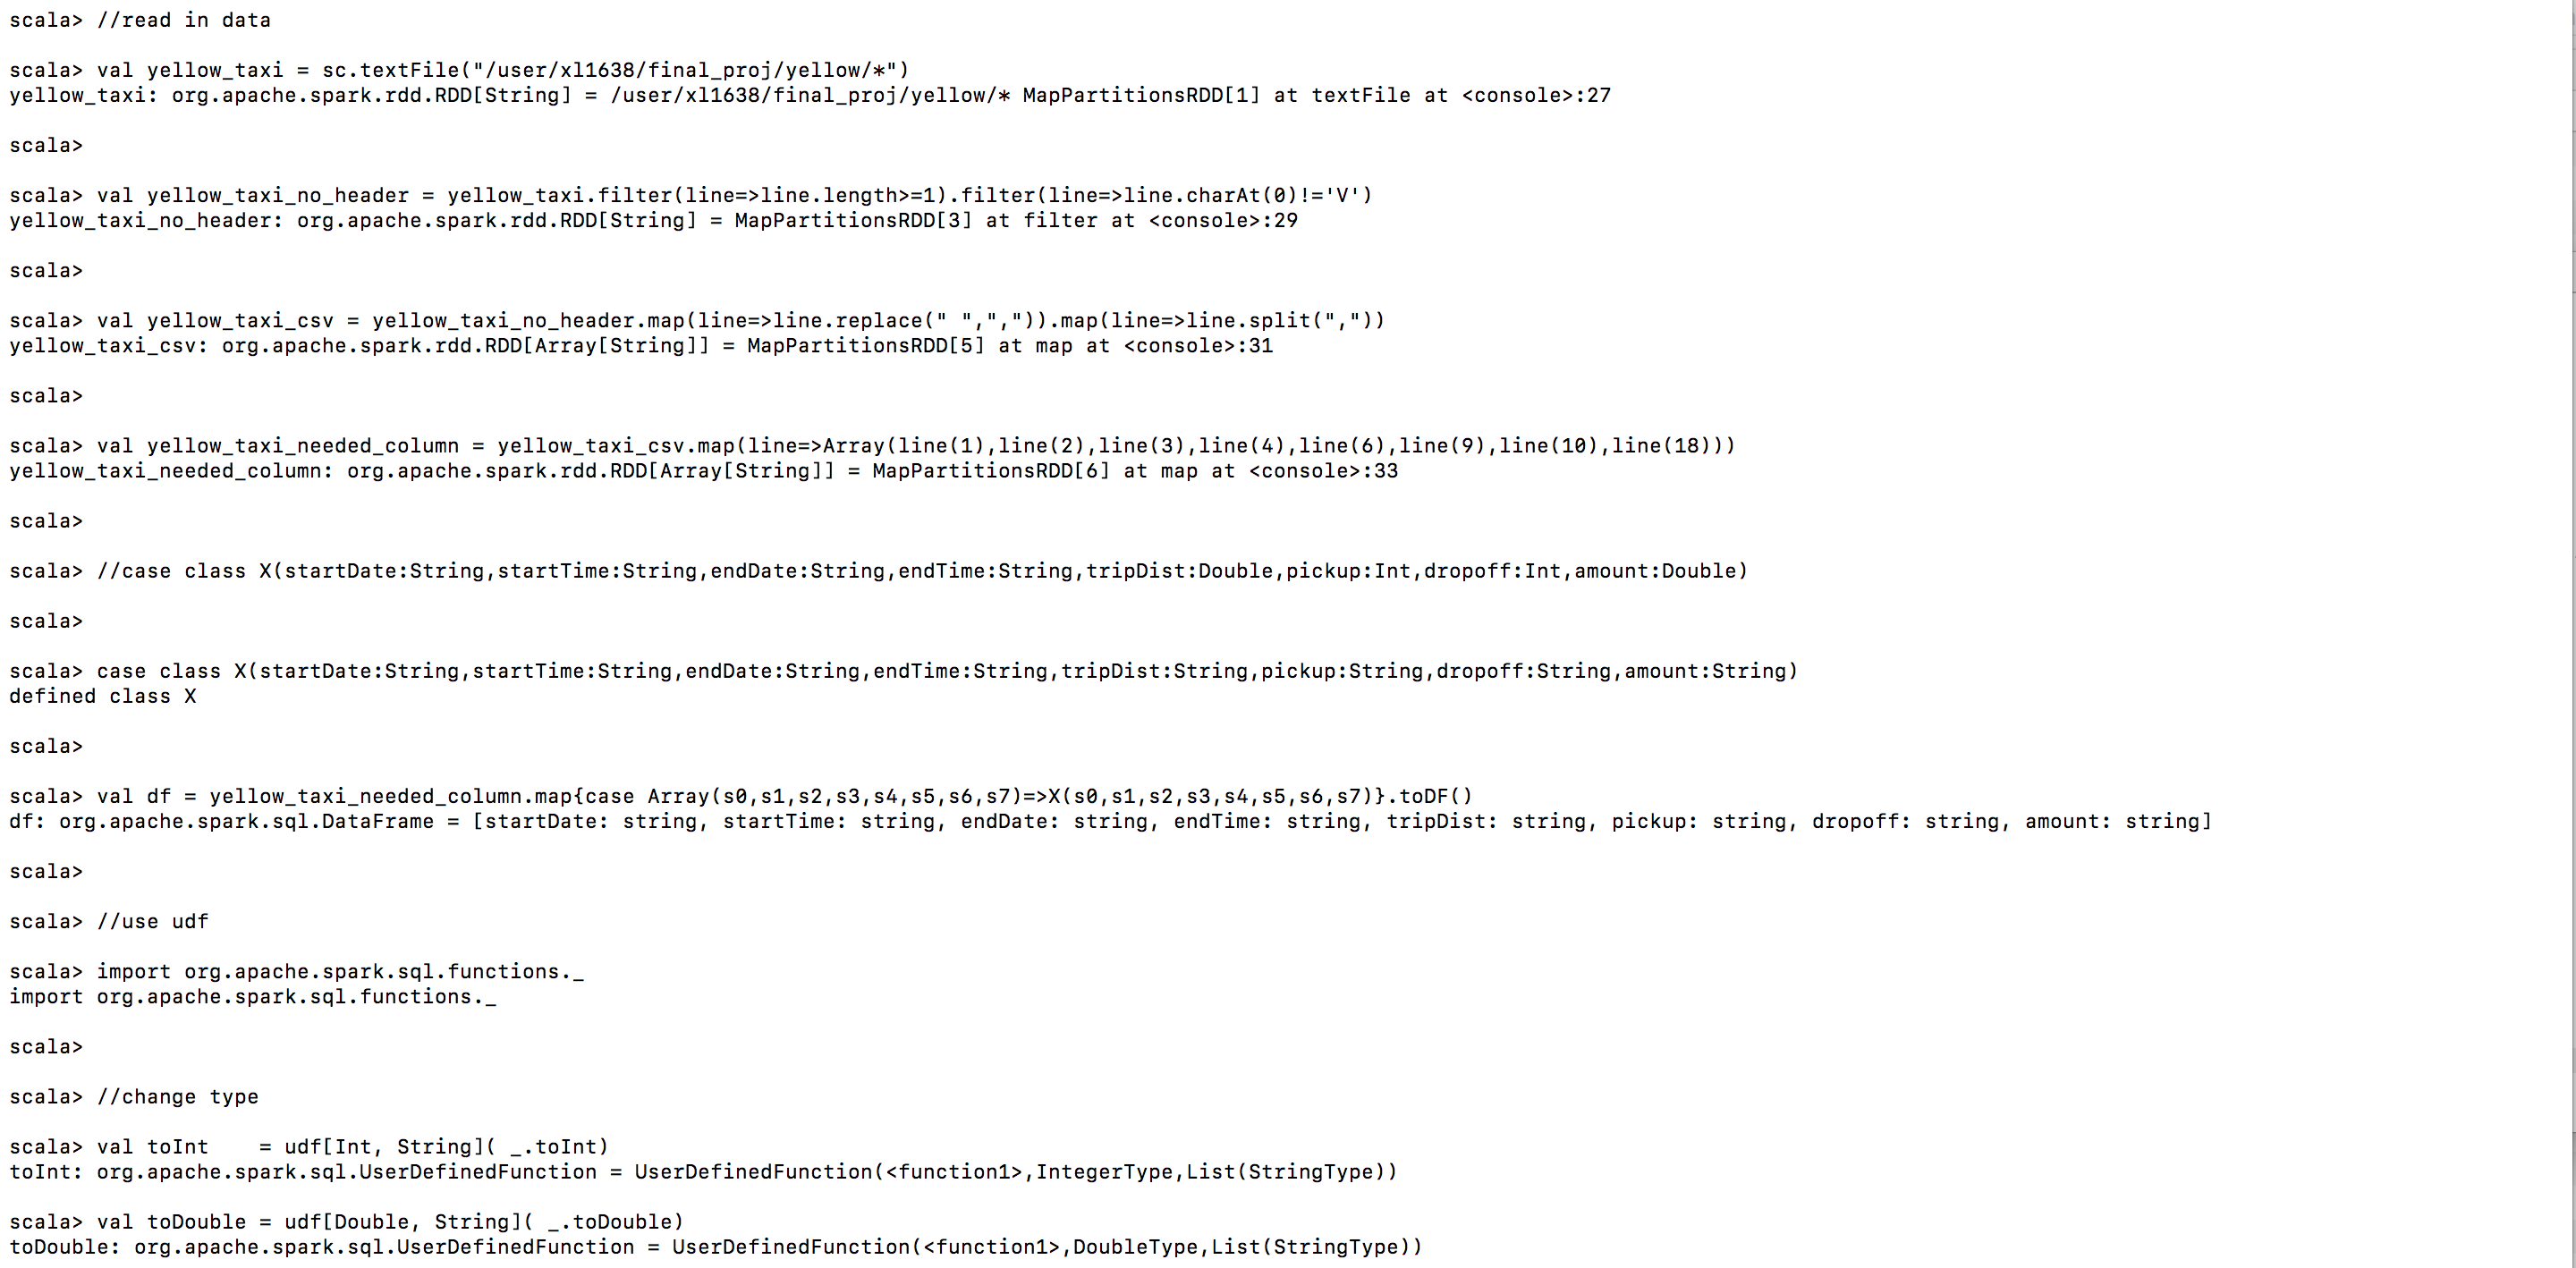 scala> //read in data
scala> val yellow_taxi = sc.textFile("/user/xl1638/final_proj/yellow/*")
yellow_taxi: org.apache.spark.rdd.RDD[String] = /user/xl1638/final_proj/yellow/* MapPartitionsRDD[1] at textFile at <console>:27
scala>
scala> val yellow_taxi_no_header = yellow_taxi.filter(line=>line.length>=1).filter(line=>line.charAt(0)!='V')
yellow_taxi_no_header: org.apache.spark.rdd.RDD[String] = MapPartitionsRDD[3] at filter at <console>:29
scala>
scala> val yellow_taxi_csv = yellow_taxi_no_header.map(line=>line.replace(" ",",")).map(line=>line.split(","))
yellow_taxi_csv: org.apache.spark.rdd.RDD[Array[String]] = MapPartitionsRDD[5] at map at <console>:31
scala>
scala> val yellow_taxi_needed_column = yellow_taxi_csv.map(line=>Array(line(1),line(2),line(3),line(4),line(6),line(9),line(10),line(18)))
yellow_taxi_needed_column: org.apache.spark.rdd.RDD[Array[String]] = MapPartitionsRDD[6] at map at <console>:33
scala>
scala> //case class X(startDate:String,startTime:String,endDate:String,endTime:String,tripDist:Double,pickup:Int,dropoff:Int,amount:Double)
scala>
scala> case class X(startDate:String,startTime:String,endDate:String,endTime:String,tripDist:String,pickup:String,dropoff:String,amount:String)
defined class X
scala>
scala> val df = yellow_taxi_needed_column.map{case Array(s0,s1,s2,s3,s4,s5,s6,s7)=>X(s0,s1,s2,s3,s4,s5,s6,s7)}.toDF()
df: org.apache.spark.sql.DataFrame = [startDate: string, startTime: string, endDate: string, endTime: string, tripDist: string, pickup: string, dropoff: string, amount: string]
scala>
scala> //use udf
scala> import org.apache.spark.sql.functions._
import org.apache.spark.sql.functions._
scala>
scala> //change type
scala> val toInt    = udf[Int, String]( _.toInt)
toInt: org.apache.spark.sql.UserDefinedFunction = UserDefinedFunction(<function1>,IntegerType,List(StringType))
scala> val toDouble = udf[Double, String]( _.toDouble)
toDouble: org.apache.spark.sql.UserDefinedFunction = UserDefinedFunction(<function1>,DoubleType,List(StringType))